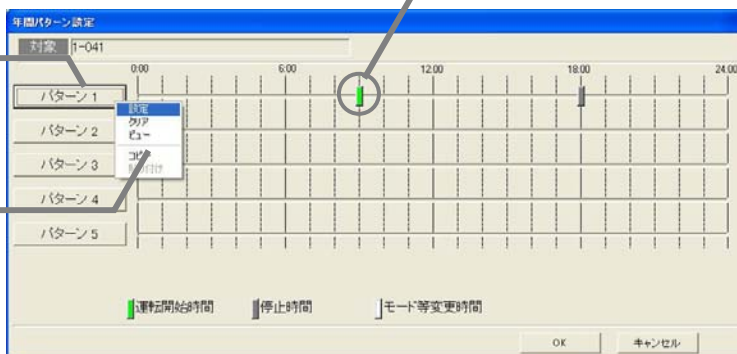 年間パターン設定
対象 1-041
0:00 6:00 12:00 18:00 24:00
パターン 1
設定
クリア
パターン 2
ビュー
コピー
パターン 3
貼り付け
パターン 4
パターン 5
運転開始時間 停止時間 モード等変更時間
OK キャンセル